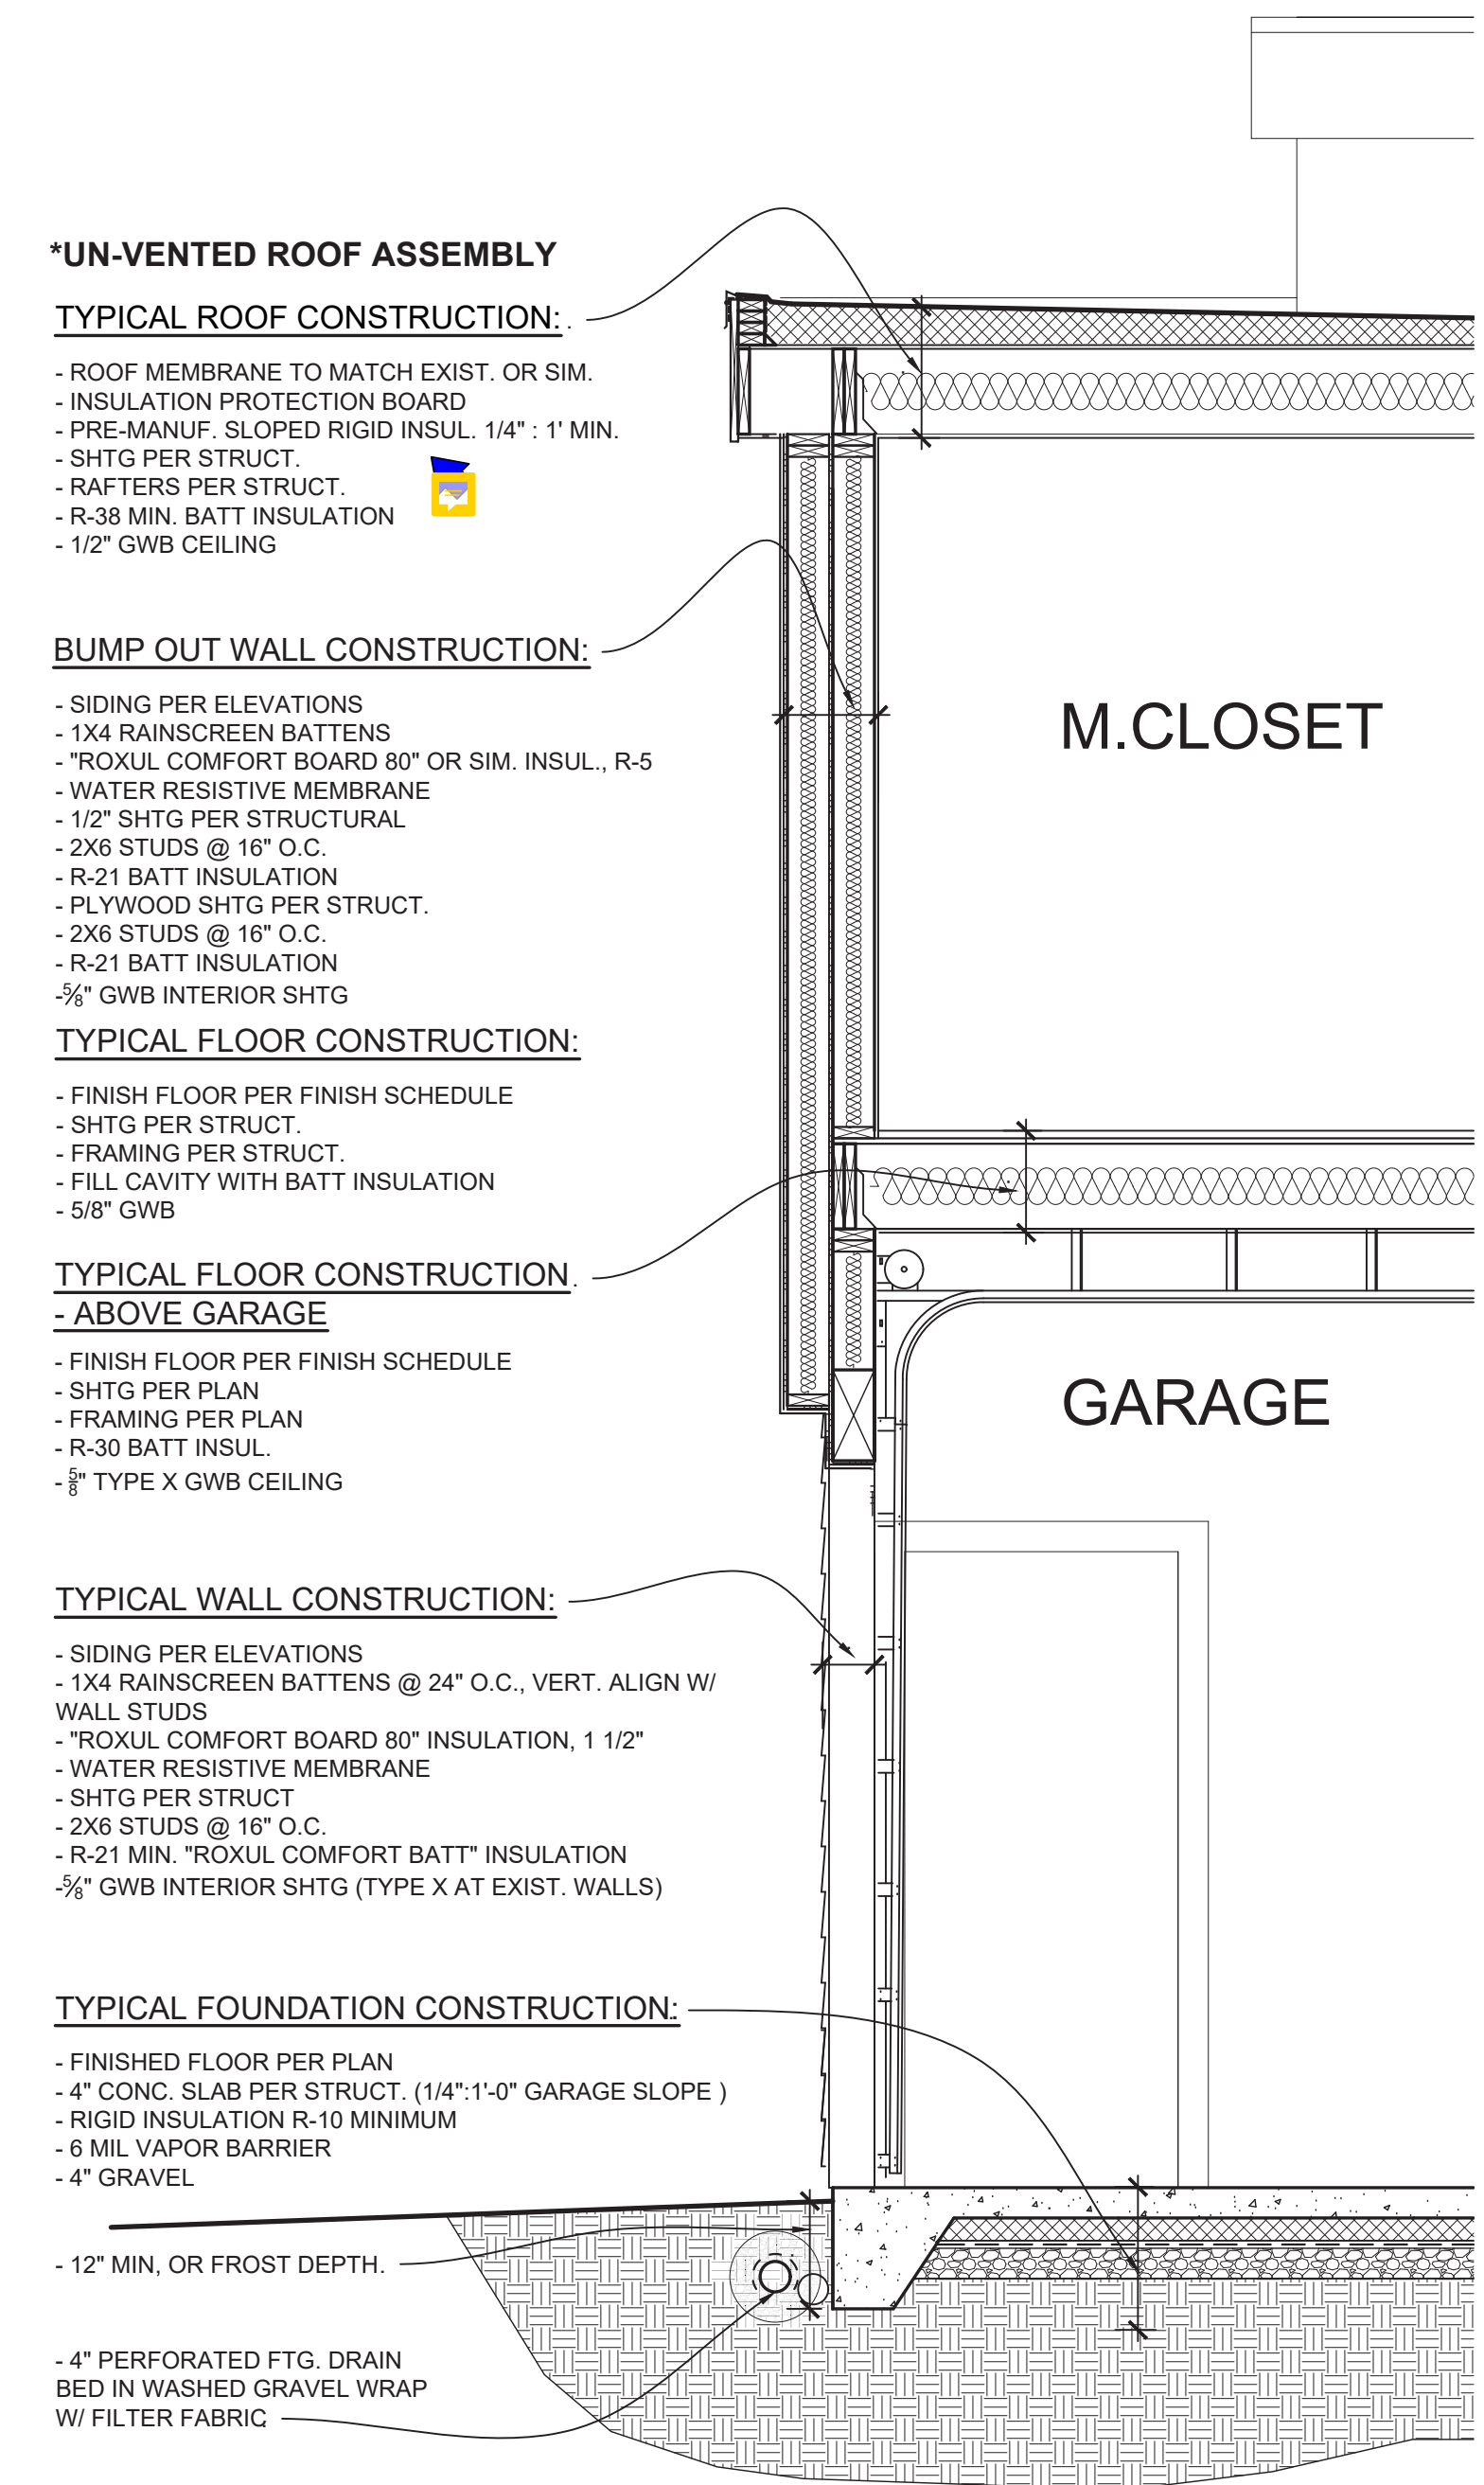 *UN-VENTED ROOF ASSEMBLY
TYPICAL ROOF CONSTRUCTION:
- ROOF MEMBRANE TO MATCH EXIST. OR SIM.
- INSULATION PROTECTION BOARD
- PRE-MANUF. SLOPED RIGID INSUL. 1/4" : 1' MIN.
- SHTG PER STRUCT.
- RAFTERS PER STRUCT.
- R-38 MIN. BATT INSULATION
- 1/2" GWB CEILING
BUMP OUT WALL CONSTRUCTION:
- SIDING PER ELEVATIONS
- 1X4 RAINSCREEN BATTENS
- "ROXUL COMFORT BOARD 80" OR SIM. INSUL., R-5
- WATER RESISTIVE MEMBRANE
- 1/2" SHTG PER STRUCTURAL
- 2X6 STUDS @ 16" O.C.
- R-21 BATT INSULATION
- PLYWOOD SHTG PER STRUCT.
- 2X6 STUDS @ 16" O.C.
- R-21 BATT INSULATION
-5/8" GWB INTERIOR SHTG
M.CLOSET
TYPICAL FLOOR CONSTRUCTION:
- FINISH FLOOR PER FINISH SCHEDULE
- SHTG PER STRUCT.
- FRAMING PER STRUCT.
- FILL CAVITY WITH BATT INSULATION
- 5/8" GWB
TYPICAL FLOOR CONSTRUCTION
- ABOVE GARAGE
- FINISH FLOOR PER FINISH SCHEDULE
- SHTG PER PLAN
- FRAMING PER PLAN
- R-30 BATT INSUL.
- 5/8" TYPE X GWB CEILING
GARAGE
TYPICAL WALL CONSTRUCTION:
- SIDING PER ELEVATIONS
- 1X4 RAINSCREEN BATTENS @ 24" O.C., VERT. ALIGN W/
WALL STUDS
- "ROXUL COMFORT BOARD 80" INSULATION, 1 1/2"
- WATER RESISTIVE MEMBRANE
- SHTG PER STRUCT
- 2X6 STUDS @ 16" O.C.
- R-21 MIN. "ROXUL COMFORT BATT" INSULATION
-5/8" GWB INTERIOR SHTG (TYPE X AT EXIST. WALLS)
TYPICAL FOUNDATION CONSTRUCTION:
- FINISHED FLOOR PER PLAN
- 4" CONC. SLAB PER STRUCT. (1/4":1'-0" GARAGE SLOPE )
- RIGID INSULATION R-10 MINIMUM
- 6 MIL VAPOR BARRIER
- 4" GRAVEL
- 12" MIN, OR FROST DEPTH.
- 4" PERFORATED FTG. DRAIN
BED IN WASHED GRAVEL WRAP
W/ FILTER FABRIC